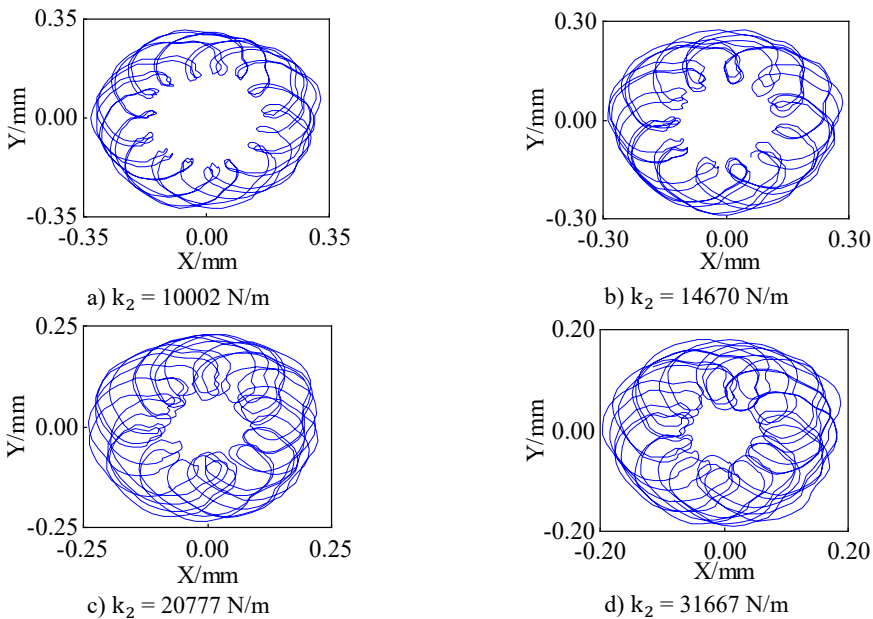 0.35
Y/mm
0.00
-0.35
-0.35 0.00 0.35
X/mm
a) k₂ = 10002 N/m
0.30
Y/mm
0.00
-0.30
-0.30 0.00 0.30
X/mm
b) k₂ = 14670 N/m
0.25
Y/mm
0.00
-0.25
-0.25 0.00 0.25
X/mm
c) k₂ = 20777 N/m
0.20
Y/mm
0.00
-0.20
-0.20 0.00 0.20
X/mm
d) k₂ = 31667 N/m